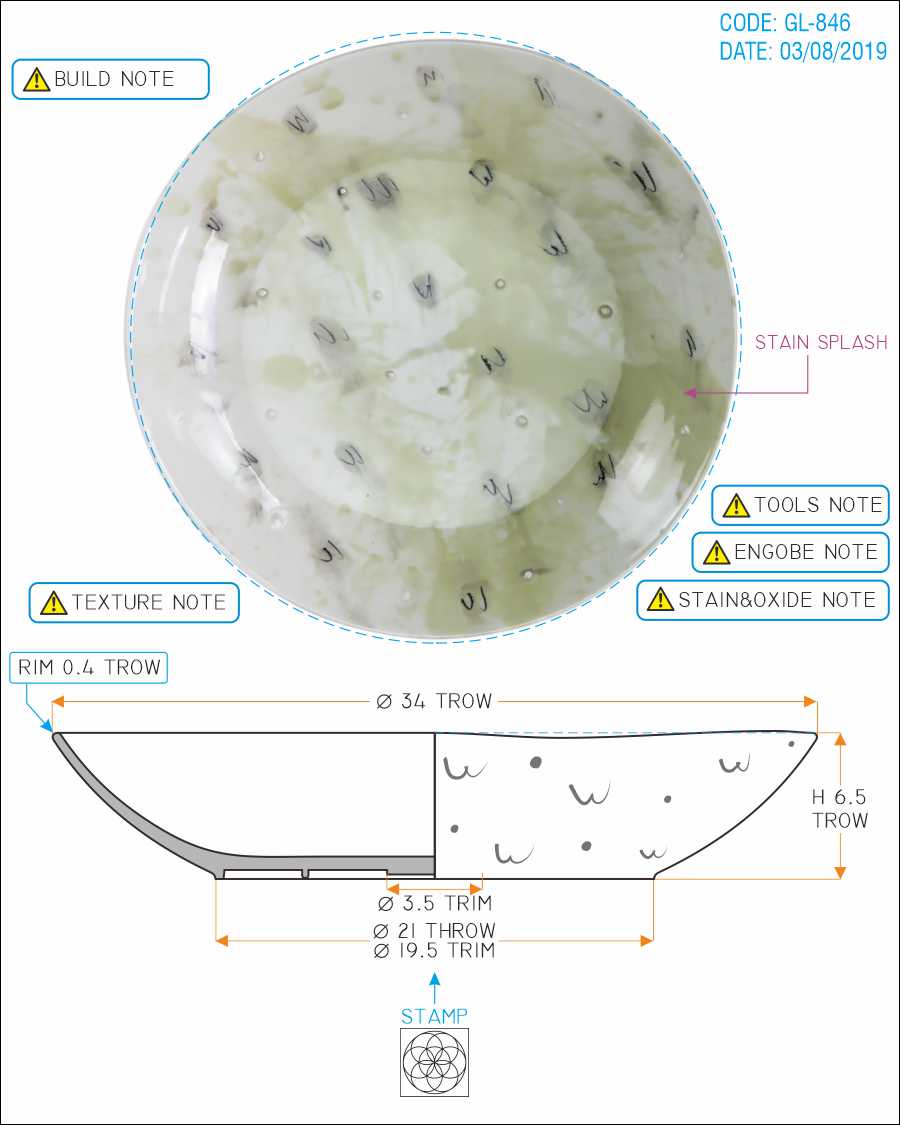 CODE: GL-846
DATE: 03/08/2019
BUILD NOTE
STAIN SPLASH
TOOLS NOTE
ENGOBE NOTE
STAIN&OXIDE NOTE
TEXTURE NOTE
RIM 0.4 TROW
Ø 34 TROW
H 6.5
TROW
Ø 3.5 TRIM
Ø 21 THROW
Ø 19.5 TRIM
STAMP